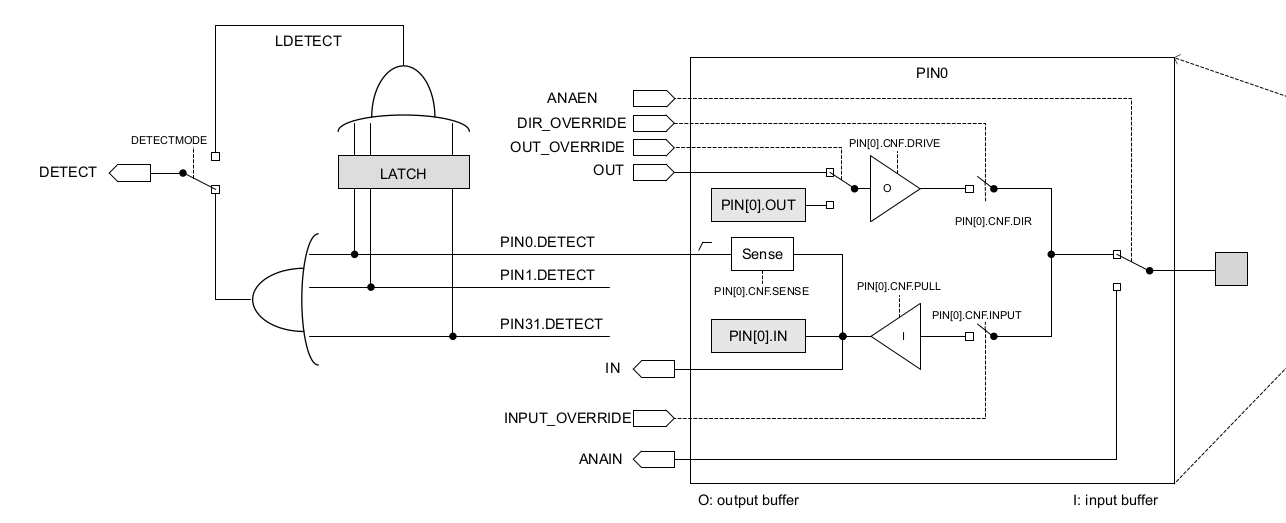 LDETECT
PIN0
ANAEN
DIR_OVERRIDE
DETECTMODE
OUT_OVERRIDE
PIN[0].CNF.DRIVE
DETECT
LATCH
OUT
O
PIN[0].OUT
PIN[0].CNF.DIR
PIN0.DETECT
Sense
PIN1.DETECT
PIN[0].CNF.SENSE
PIN[0].CNF.PULL
PIN31.DETECT
PIN[0].CNF.INPUT
PIN[0].IN
I
IN
INPUT_OVERRIDE
ANAIN
O: output buffer
I: input buffer